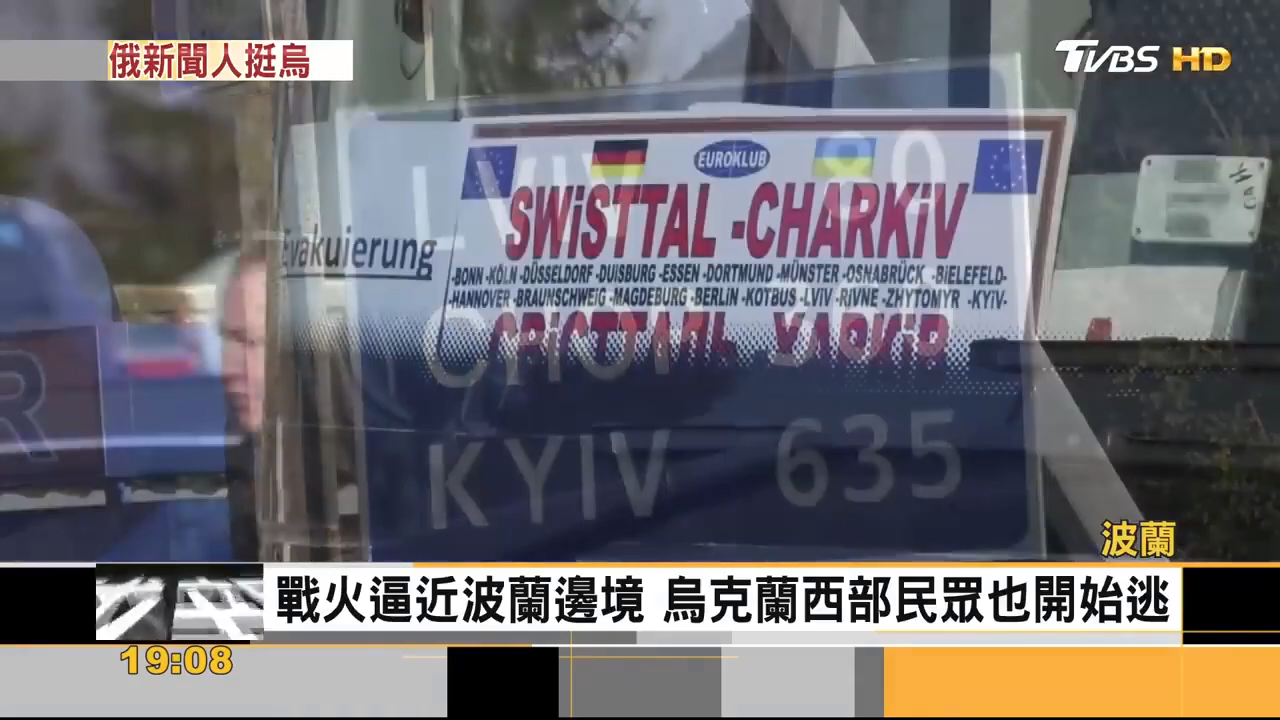 俄新聞人挺烏
TVBS HD
EUROKLUB
SWiSTTAL -CHARKiV
Evakuierung
-BONN -KÖLN -DÜSSELDORF -DUISBURG -ESSEN -DORTMUND -MÜNSTER -OSNABRÜCK -BIELEFELD-
-HANNOVER -BRAUNSCHWEIG -MAGDEBURG -BERLIN -KOTBUS -LVIV -RIVNE -ZHYTOMYR -KYiV-
LVIV 80
KYIV 635
波蘭
戰火逼近波蘭邊境 烏克蘭西部民眾也開始逃
19:08